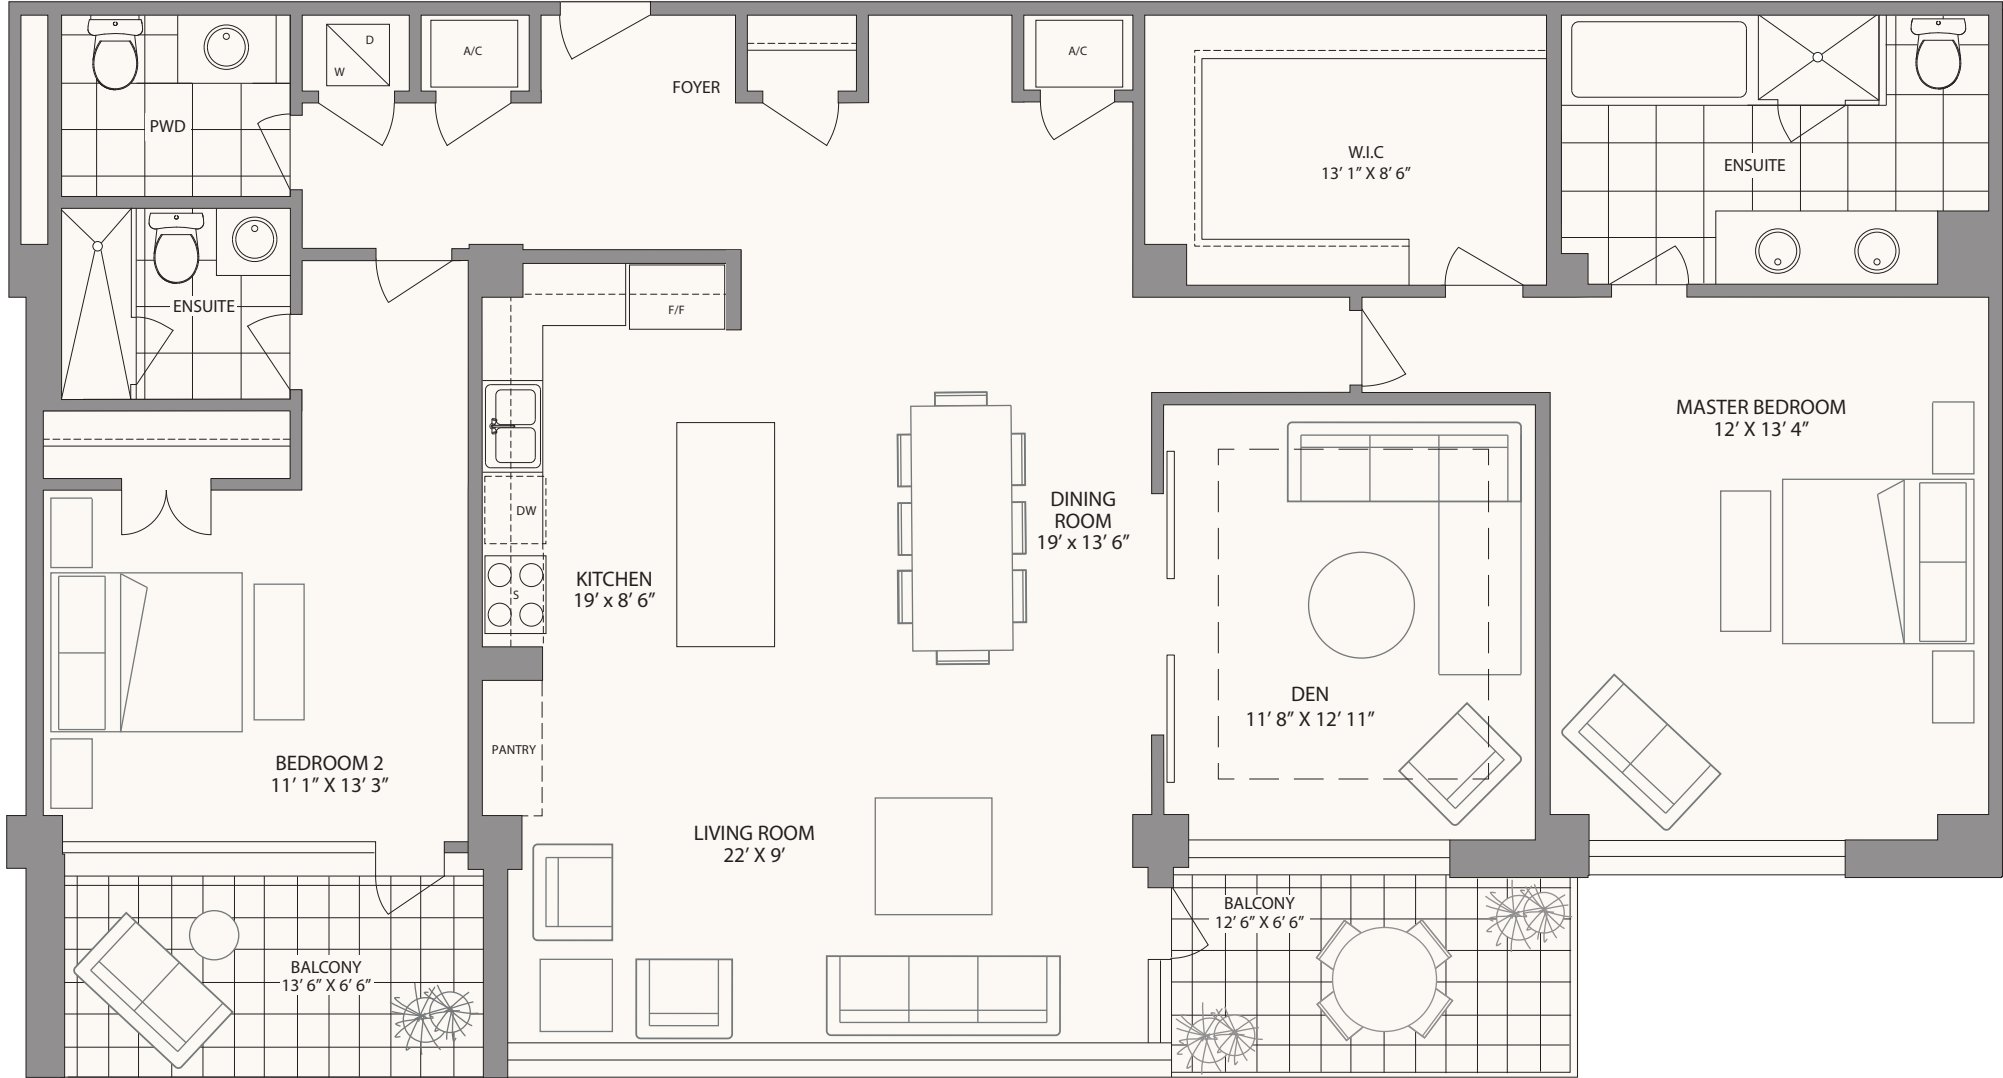 D
W
A/C
FOYER
A/C
PWD
W.I.C
13’ 1” X 8’ 6”
ENSUITE
ENSUITE
F/F
MASTER BEDROOM
12’ X 13’ 4”
DW
DINING
ROOM
19’ x 13’ 6”
KITCHEN
19’ x 8’ 6”
S
DEN
11’ 8” X 12’ 11”
PANTRY
BEDROOM 2
11’ 1” X 13’ 3”
LIVING ROOM
22’ X 9’
BALCONY
12’ 6” X 6’ 6”
BALCONY
13’ 6” X 6’ 6”